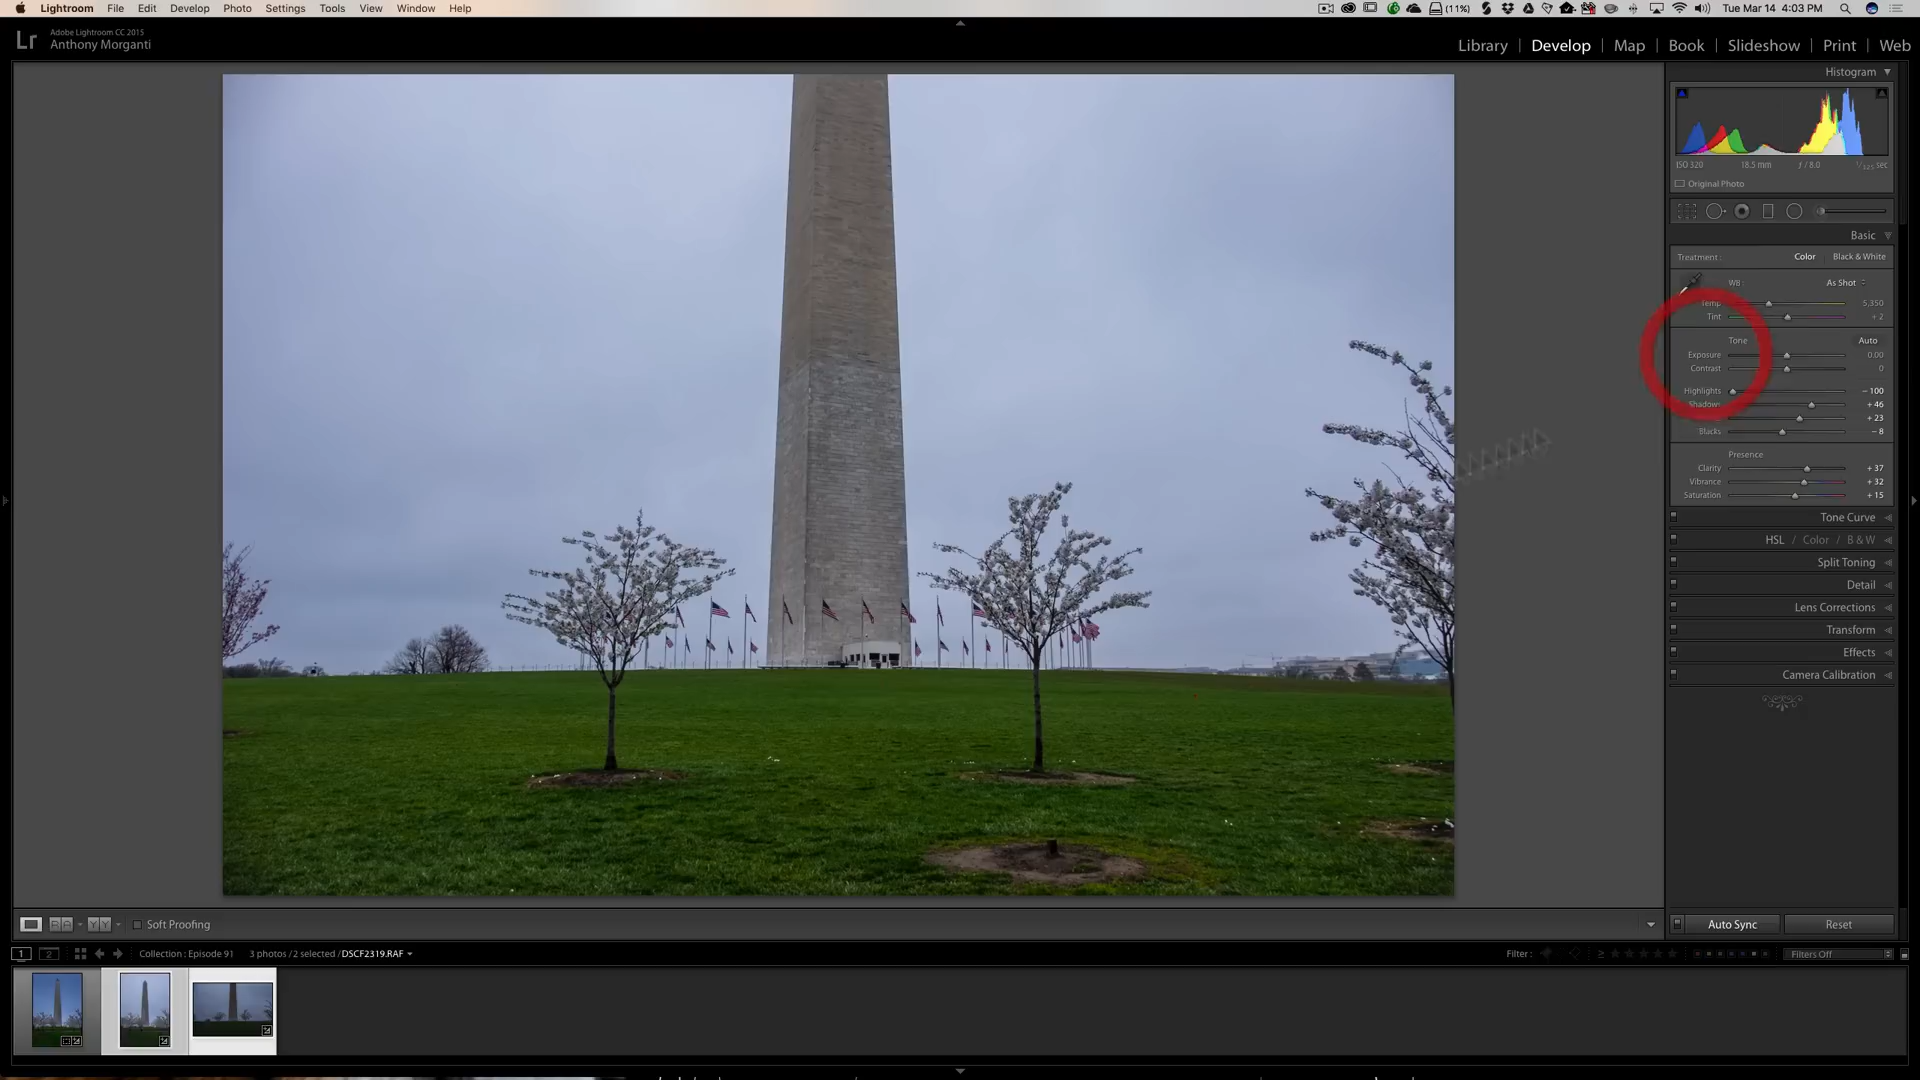 Lightroom File Edit Develop Photo Settings Tools View Window Help (11%) Tue Mar 14 4:03 PM
Lr Adobe Lightroom CC 2015
Anthony Morganti
Library Develop Map Book Slideshow Print Web
Histogram
ISO 320 18.5 mm ƒ / 8.0 1/325 sec
Original Photo
Basic
Treatment : Color Black & White
WB : As Shot
Temp 5,350
Tint + 2
Tone Auto
Exposure 0.00
Contrast 0
Highlights − 100
Shadows + 46
+ 23
Blacks − 8
Presence
Clarity + 37
Vibrance + 32
Saturation + 15
Tone Curve
HSL / Color / B & W
Split Toning
Detail
Lens Corrections
Transform
Effects
Camera Calibration
Soft Proofing
Auto Sync Reset
1 2 Collection : Episode 91 3 photos / 2 selected / DSCF2319.RAF
Filter : Filters Off